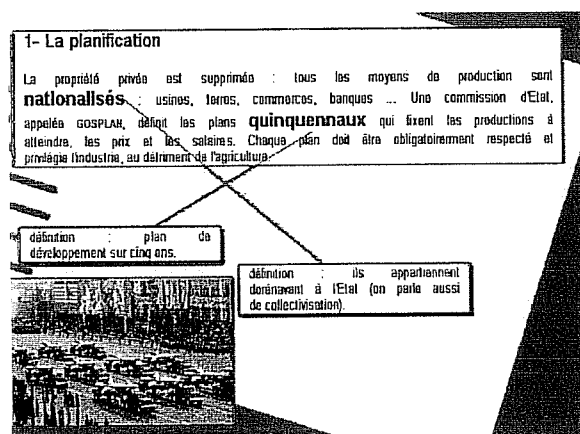 1- La planification
La propriété privée est supprimée : tous les moyens de production sont
nationalisés : usines, terres, commerces, banques ... Une commission d'Etat,
appelée GOSPLAN, définit les plans quinquennaux qui fixent les productions à
atteindre, les prix et les salaires. Chaque plan doit être obligatoirement respecté et
privilégie l'industrie, au détriment de l'agriculture.
définition : plan de
développement sur cinq ans.
définition : ils appartiennent
dorénavant à l'Etat (on parle aussi
de collectivisation).